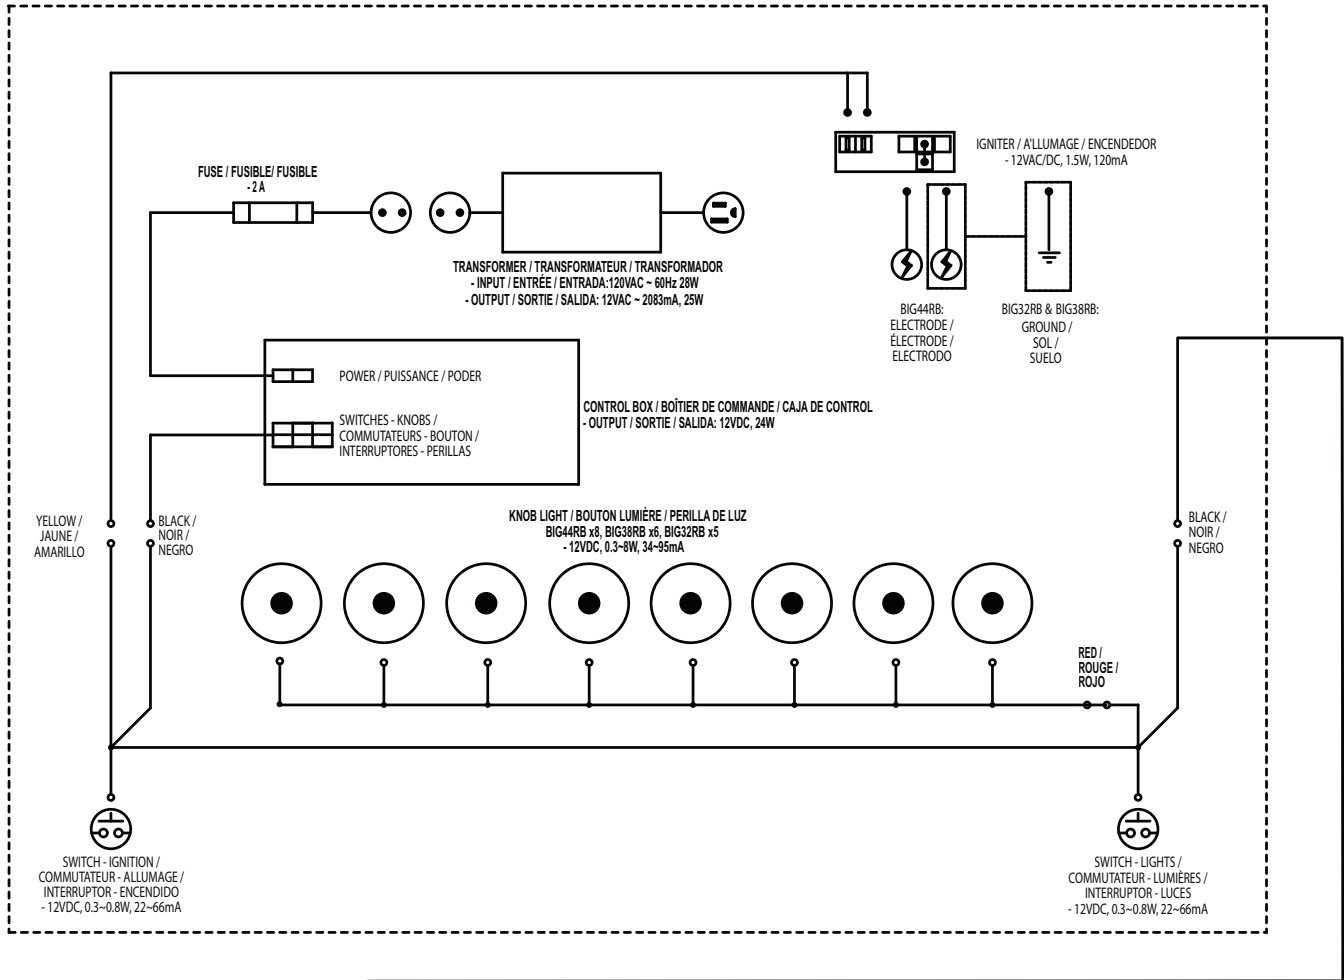 IGNITER / A'LLUMAGE / ENCENDEDOR
- 12VAC/DC, 1.5W, 120mA
FUSE / FUSIBLE/ FUSIBLE
- 2 A
TRANSFORMER / TRANSFORMATEUR / TRANSFORMADOR
- INPUT / ENTRÉE / ENTRADA:120VAC ~ 60Hz 28W
- OUTPUT / SORTIE / SALIDA: 12VAC ~ 2083mA, 25W
BIG44RB:
ELECTRODE /
ÉLECTRODE /
ELECTRODO
BIG32RB & BIG38RB:
GROUND /
SOL /
SUELO
POWER / PUISSANCE / PODER
SWITCHES - KNOBS /
COMMUTATEURS - BOUTON /
INTERRUPTORES - PERILLAS
CONTROL BOX / BOÎTIER DE COMMANDE / CAJA DE CONTROL
- OUTPUT / SORTIE / SALIDA: 12VDC, 24W
YELLOW /
JAUNE /
AMARILLO
BLACK /
NOIR /
NEGRO
KNOB LIGHT / BOUTON LUMIÈRE / PERILLA DE LUZ
BIG44RB x8, BIG38RB x6, BIG32RB x5
- 12VDC, 0.3~8W, 34~95mA
BLACK /
NOIR /
NEGRO
RED /
ROUGE /
ROJO
SWITCH - IGNITION /
COMMUTATEUR - ALLUMAGE /
INTERRUPTOR - ENCENDIDO
- 12VDC, 0.3~0.8W, 22~66mA
SWITCH - LIGHTS /
COMMUTATEUR - LUMIÈRES /
INTERRUPTOR - LUCES
- 12VDC, 0.3~0.8W, 22~66mA